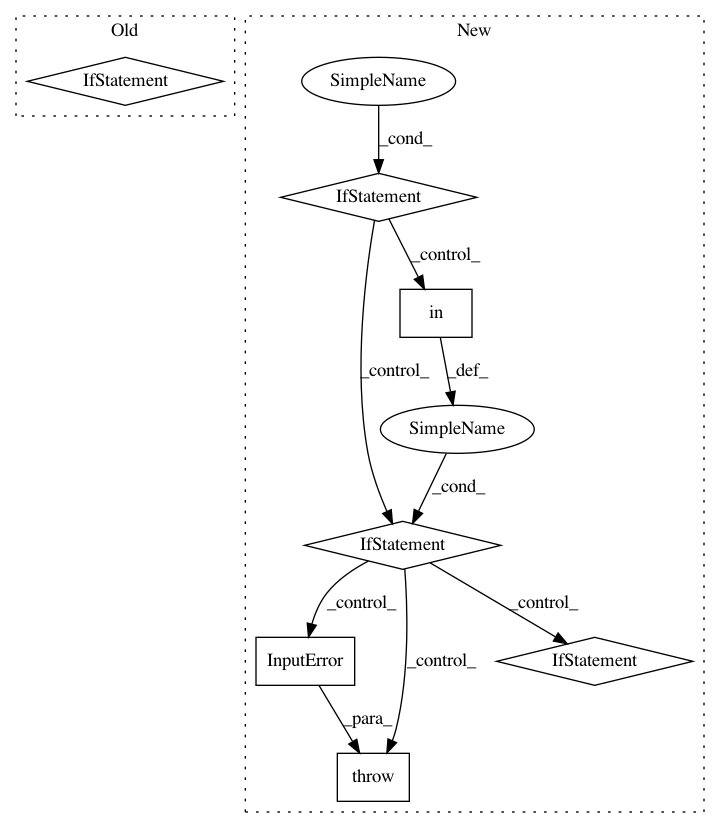 Old
New
IfStatement
SimpleName
_cond_
IfStatement
_control_
in
_control_
_def_
SimpleName
_cond_
IfStatement
_control_
_control_
_control_
InputError
IfStatement
_para_
throw